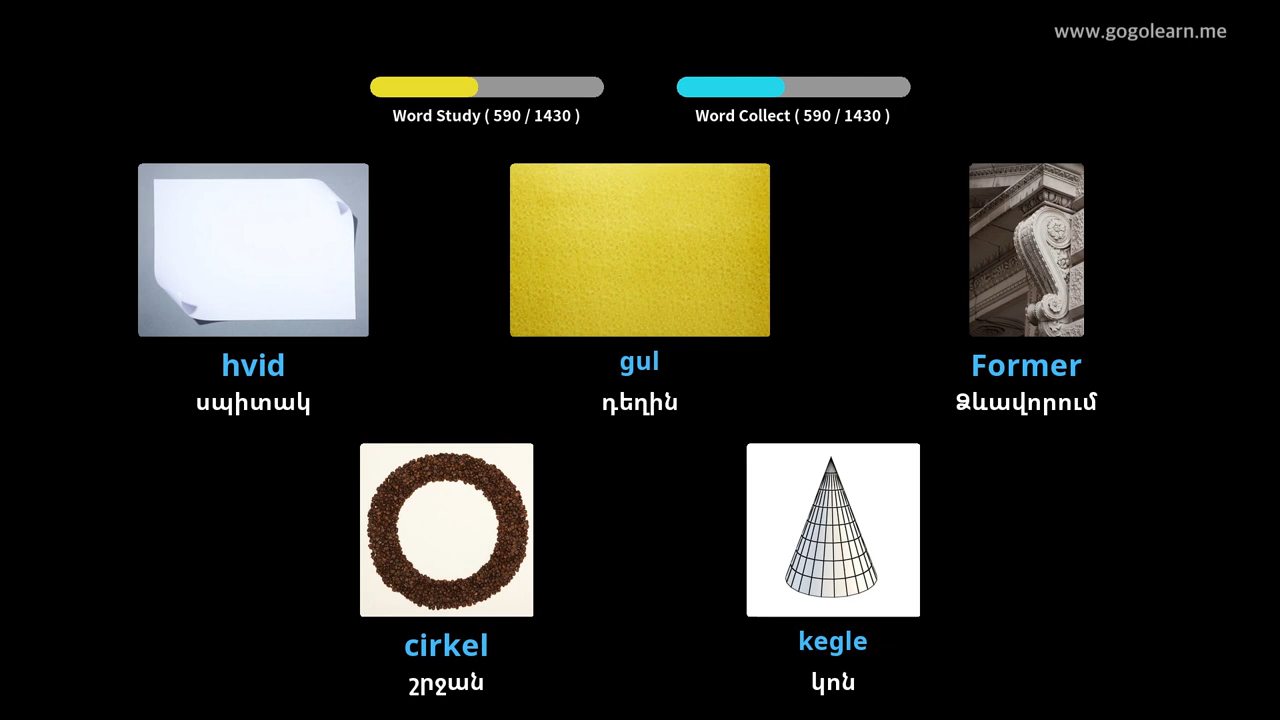 www.gogolearn.me
Word Study ( 590 / 1430 )
Word Collect ( 590 / 1430 )
hvid
gul
Former
սպիտակ
դեղին
Ձևավորում
cirkel
kegle
շրջան
կոն